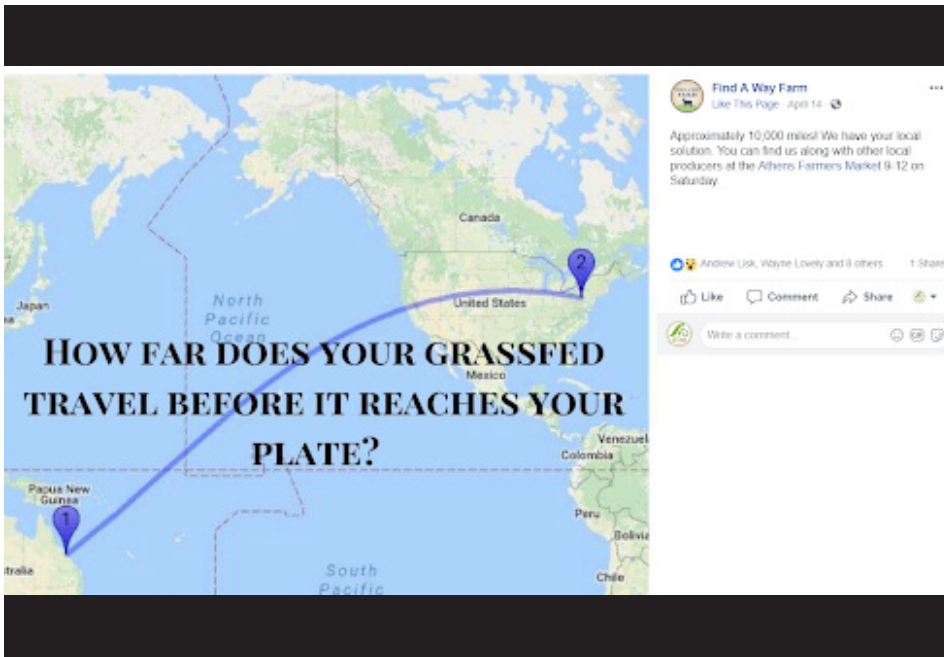 Canada
Japan
North
Pacific
Ocean
United States
2
HOW FAR DOES YOUR GRASSFED
TRAVEL BEFORE IT REACHES YOUR
PLATE?
Mexico
Venezuel
Colombia
Papua New
Guinea
1
Peru
Bolivia
tralia
South
Pacific
Chile
Find A Way Farm
Like This Page · April 14 ·
Approximately 10,000 miles! We have your local
solution. You can find us along with other local
producers at the Athens Farmers Market 9-12 on
Saturday.
Andrew Lisk, Wayne Lovely and 8 others 1 Share
Like Comment Share
Write a comment...
GIF